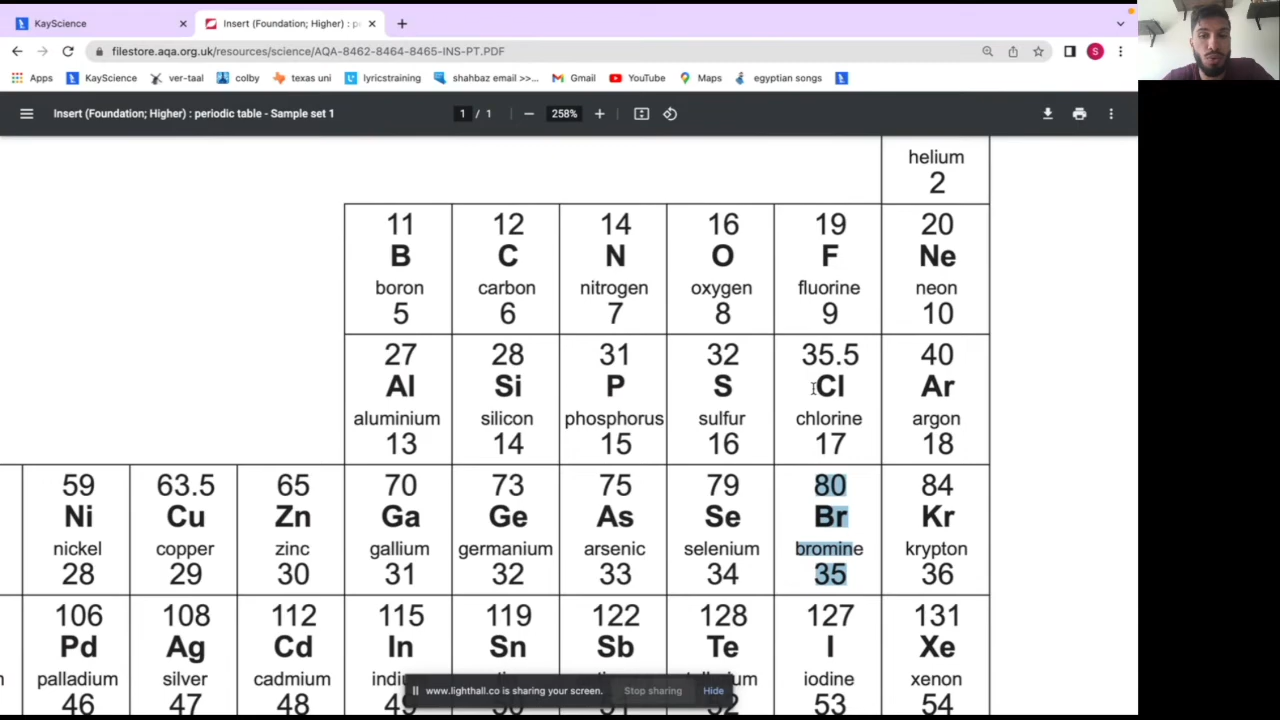 KayScience
Insert (Foundation; Higher) : p
filestore.aqa.org.uk/resources/science/AQA-8462-8464-8465-INS-PT.PDF
S
Apps KayScience ver-taal colby texas uni lyricstraining shahbaz email >>... Gmail YouTube Maps egyptian songs
Insert (Foundation; Higher) : periodic table - Sample set 1
1 / 1 258%
helium
2
11 12 14 16 19 20
B C N O F Ne
boron carbon nitrogen oxygen fluorine neon
5 6 7 8 9 10
27 28 31 32 35.5 40
Al Si P S Cl Ar
aluminium silicon phosphorus sulfur chlorine argon
13 14 15 16 17 18
59 63.5 65 70 73 75 79 80 84
Ni Cu Zn Ga Ge As Se Br Kr
nickel copper zinc gallium germanium arsenic selenium bromine krypton
28 29 30 31 32 33 34 35 36
106 108 112 115 119 122 128 127 131
Pd Ag Cd In Sn Sb Te I Xe
palladium silver cadmium iodine xenon
46 47 48 53 54
www.lighthall.co is sharing your screen. Stop sharing Hide